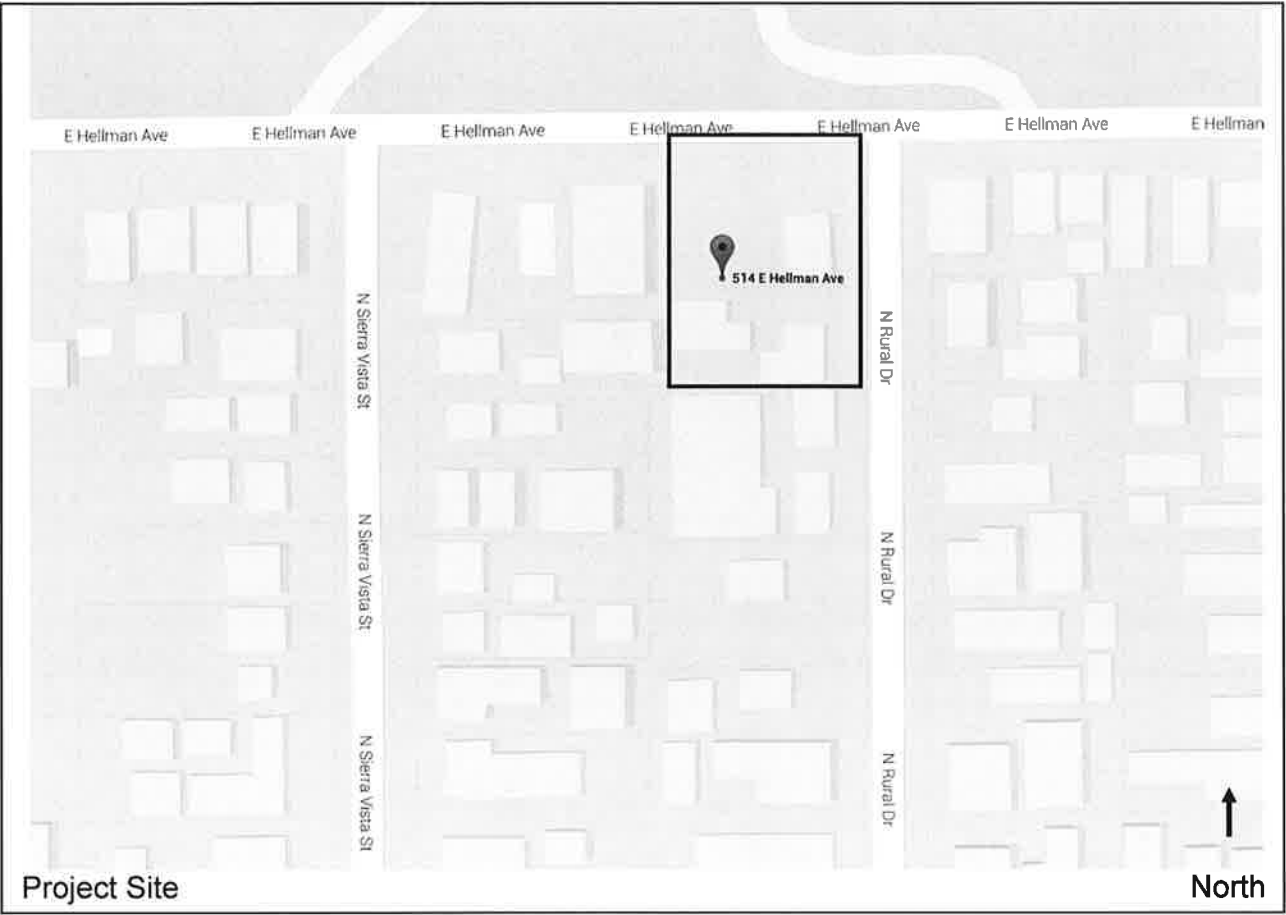 E Hellman Ave
E Hellman Ave
E Hellman Ave
E Hellman Ave
E Hellman Ave
E Hellman Ave
E Hellman
514 E Hellman Ave
N Sierra Vista St
N Rural Dr
N Sierra Vista St
N Rural Dr
N Sierra Vista St
N Rural Dr
Project Site
North